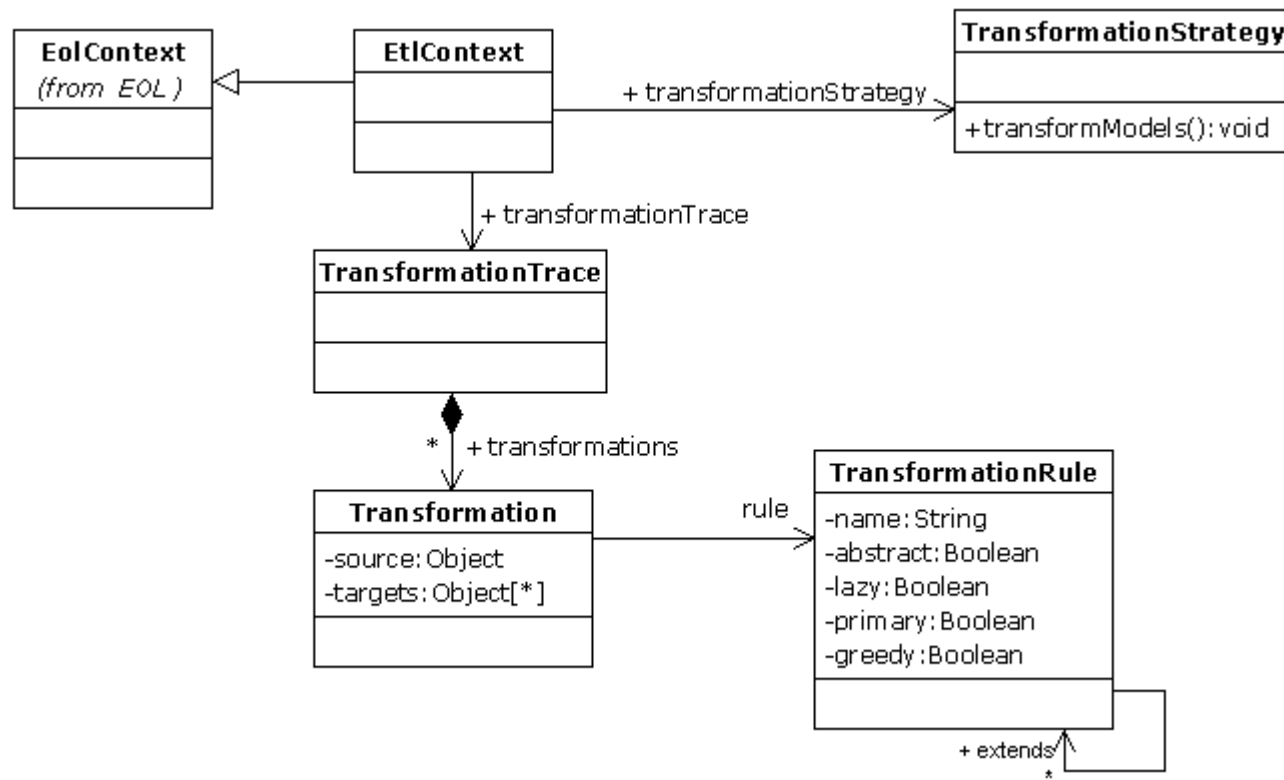 EolContext
(from EOL)
EtlContext
TransformationStrategy
+transformModels():void
+ transformationStrategy
+ transformationTrace
TransformationTrace
* + transformations
Transformation
-source:Object
-targets:Object[*]
rule
TransformationRule
-name:String
-abstract:Boolean
-lazy:Boolean
-primary:Boolean
-greedy:Boolean
+ extends
*